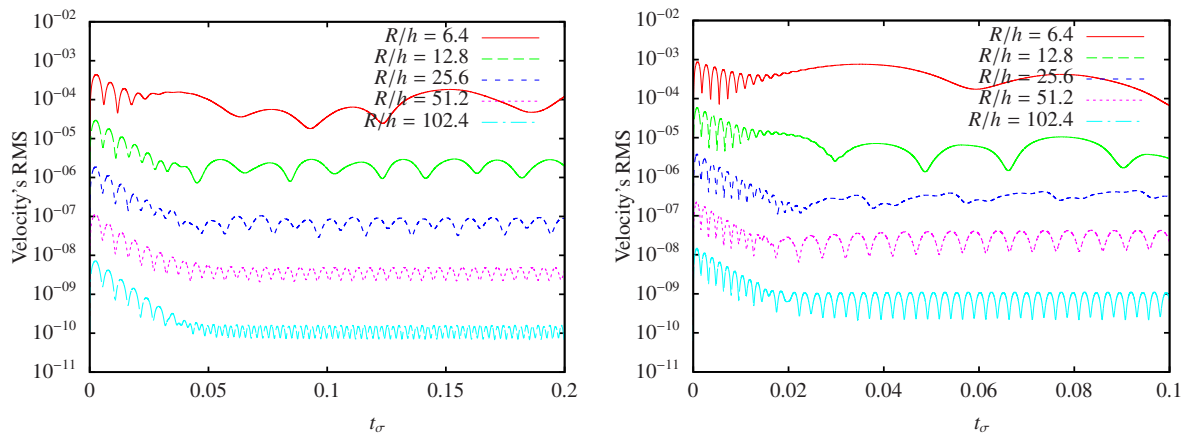 10⁻⁰²
10⁻⁰³
10⁻⁰⁴
10⁻⁰⁵
10⁻⁰⁶
10⁻⁰⁷
10⁻⁰⁸
10⁻⁰⁹
10⁻¹⁰
10⁻¹¹
Velocity's RMS
R/h = 6.4
R/h = 12.8
R/h = 25.6
R/h = 51.2
R/h = 102.4
0 0.05 0.1 0.15 0.2
t_σ
10⁻⁰²
10⁻⁰³
10⁻⁰⁴
10⁻⁰⁵
10⁻⁰⁶
10⁻⁰⁷
10⁻⁰⁸
10⁻⁰⁹
10⁻¹⁰
10⁻¹¹
Velocity's RMS
R/h = 6.4
R/h = 12.8
R/h = 25.6
R/h = 51.2
R/h = 102.4
0 0.02 0.04 0.06 0.08 0.1
t_σ